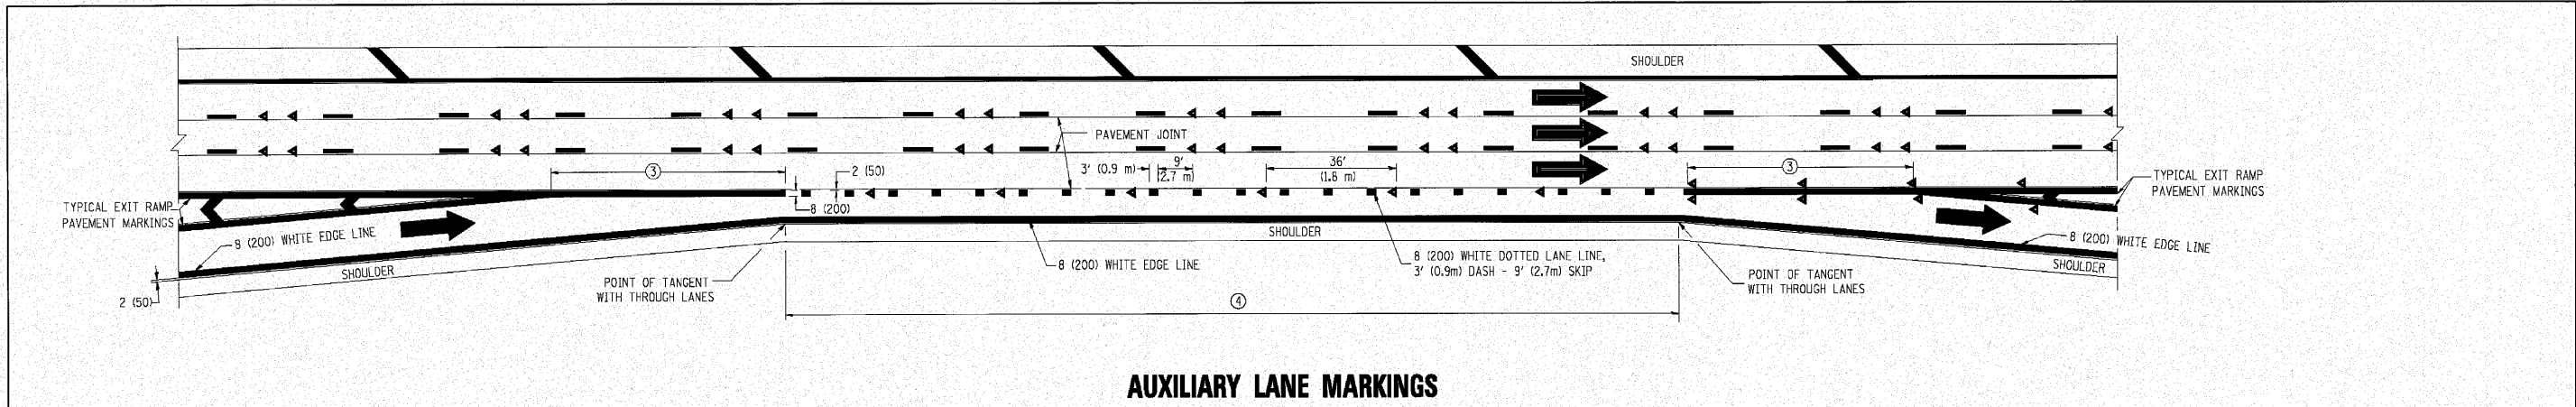 SHOULDER
PAVEMENT JOINT
3' (0.9 m)
9'
(2.7 m)
36'
(1.8 m)
3
2 (50)
8 (200)
3
TYPICAL EXIT RAMP
PAVEMENT MARKINGS
TYPICAL EXIT RAMP
PAVEMENT MARKINGS
8 (200) WHITE EDGE LINE
SHOULDER
2 (50)
POINT OF TANGENT
WITH THROUGH LANES
8 (200) WHITE EDGE LINE
SHOULDER
8 (200) WHITE DOTTED LANE LINE,
3' (0.9m) DASH - 9' (2.7m) SKIP
POINT OF TANGENT
WITH THROUGH LANES
8 (200) WHITE EDGE LINE
SHOULDER
4
AUXILIARY LANE MARKINGS